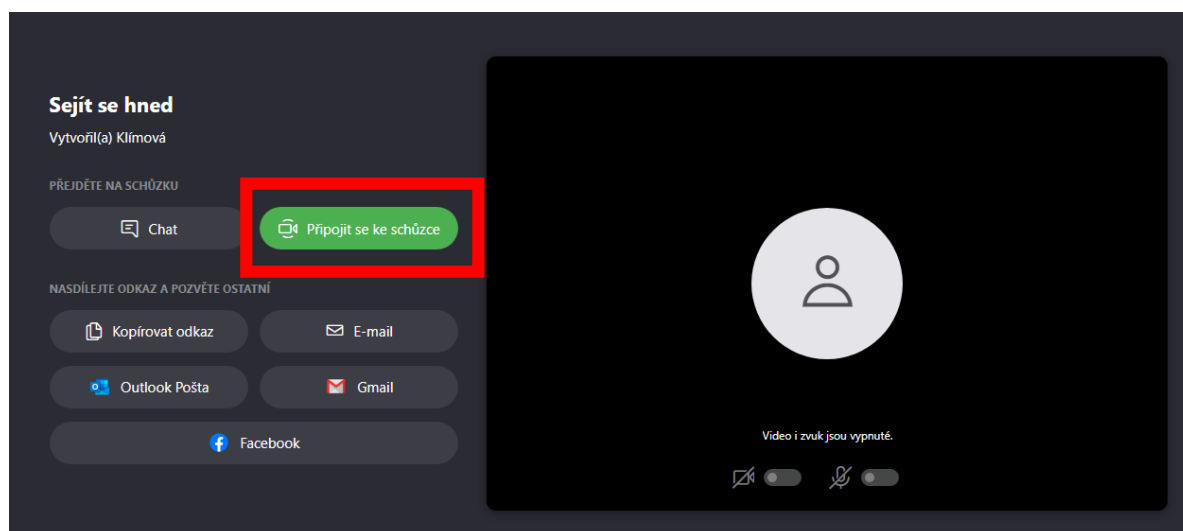 Sejít se hned
Vytvořil(a) Klímová
PŘEJDĚTE NA SCHŮZKU
Chat
Připojit se ke schůzce
NASDÍLEJTE ODKAZ A POZVĚTE OSTATNÍ
Kopírovat odkaz
E-mail
Outlook Pošta
Gmail
Facebook
Video i zvuk jsou vypnuté.